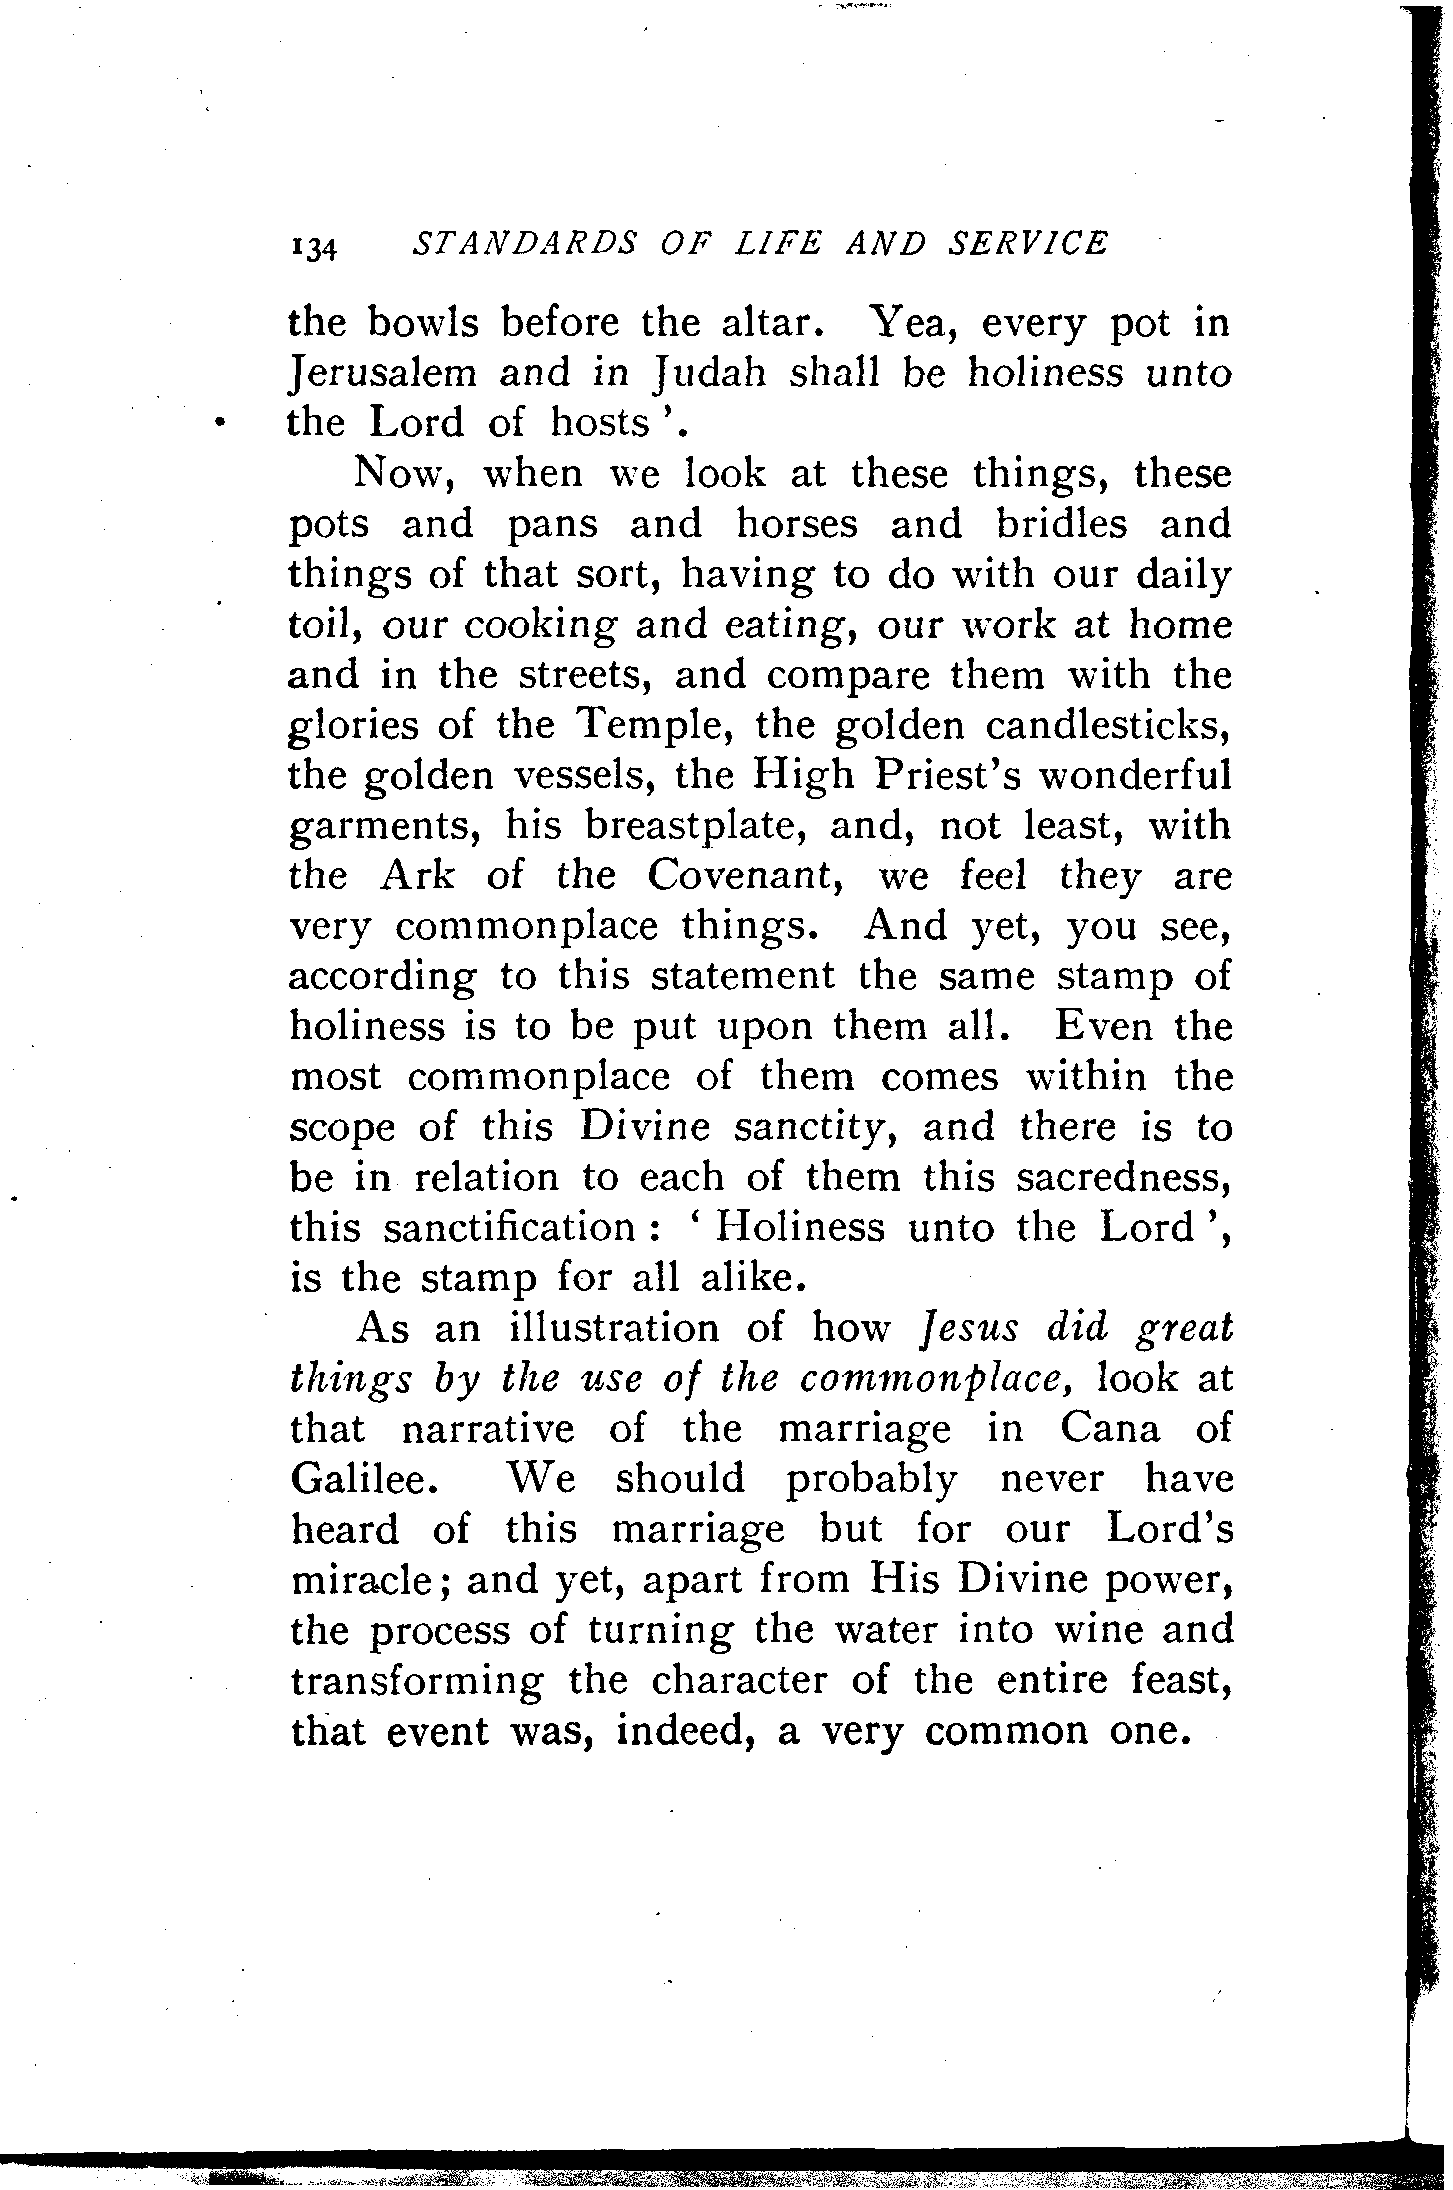 134 STANDARDS OF LIFE AND SERVICE
the bowls before the altar. Yea, every pot in
Jerusalem and in Judah shall be holiness unto
the Lord of hosts ’.
Now, when we look at these things, these
pots and pans and horses and bridles and
things of that sort, having to do with our daily
toil, our cooking and eating, our work at home
and in the streets, and compare them with the
glories of the Temple, the golden candlesticks,
the golden vessels, the High Priest’s wonderful
garments, his breastplate, and, not least, with
the Ark of the Covenant, we feel they are
very commonplace things. And yet, you see,
according to this statement the same stamp of
holiness is to be put upon them all. Even the
most commonplace of them comes within the
scope of this Divine sanctity, and there is to
be in relation to each of them this sacredness,
this sanctification : ‘ Holiness unto the Lord ’,
is the stamp for all alike.
As an illustration of how Jesus did great
things by the use of the commonplace, look at
that narrative of the marriage in Cana of
Galilee. We should probably never have
heard of this marriage but for our Lord’s
miracle ; and yet, apart from His Divine power,
the process of turning the water into wine and
transforming the character of the entire feast,
that event was, indeed, a very common one.